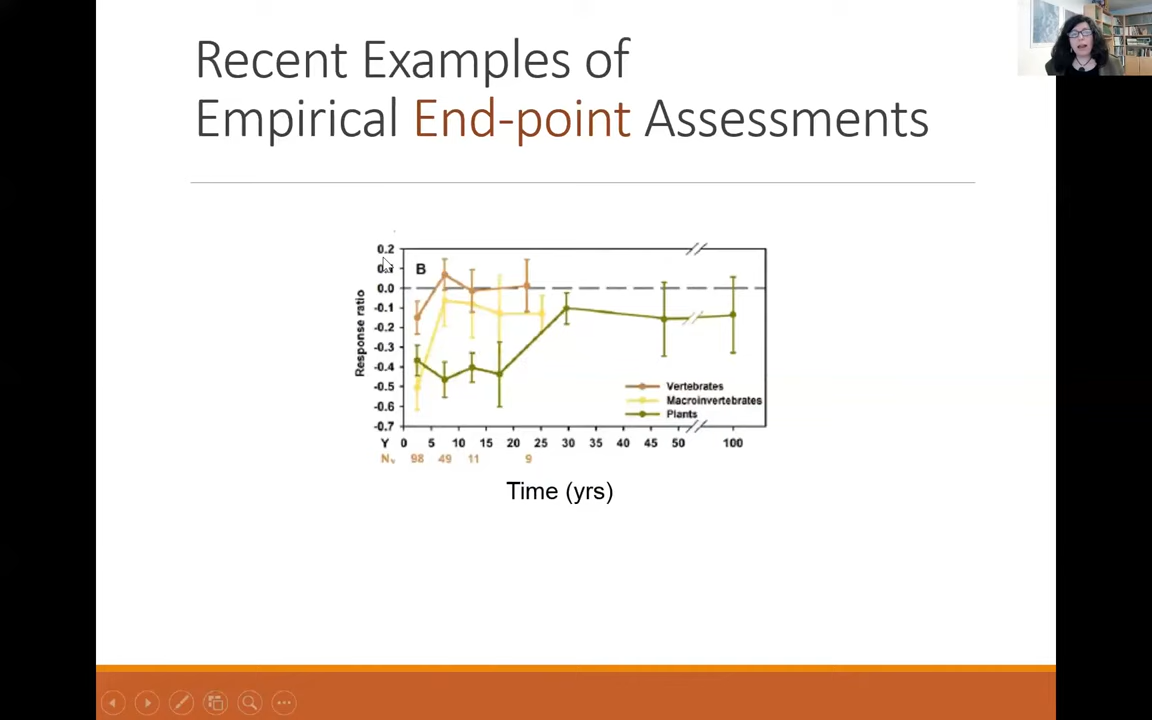 Recent Examples of
Empirical End-point Assessments
0.2
B
0.0
-0.1
-0.2
-0.3
-0.4
-0.5
-0.6
-0.7
Response ratio
Vertebrates
Macroinvertebrates
Plants
Y 0 5 10 15 20 25 30 35 40 45 50 100
Nᵥ 98 49 11 9
Time (yrs)